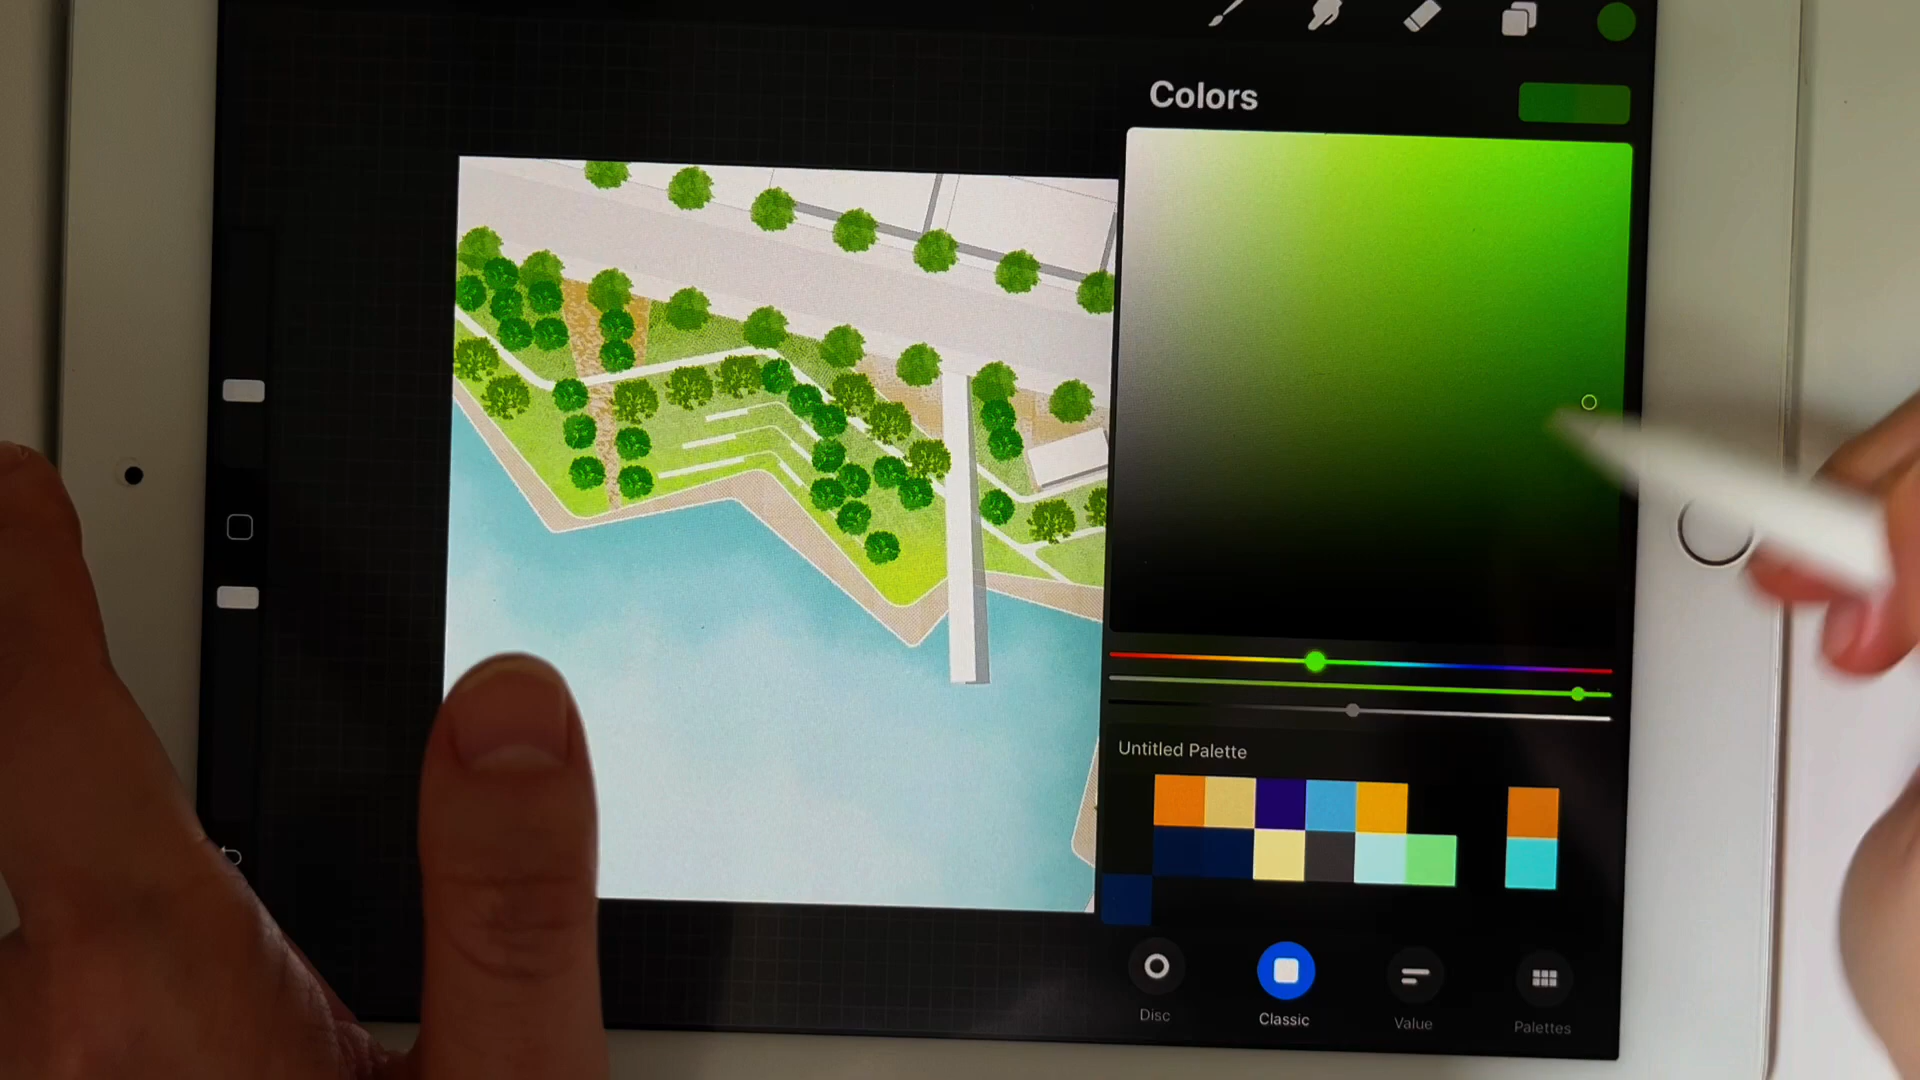 Colors
Untitled Palette
Disc
Classic
Value
Palettes